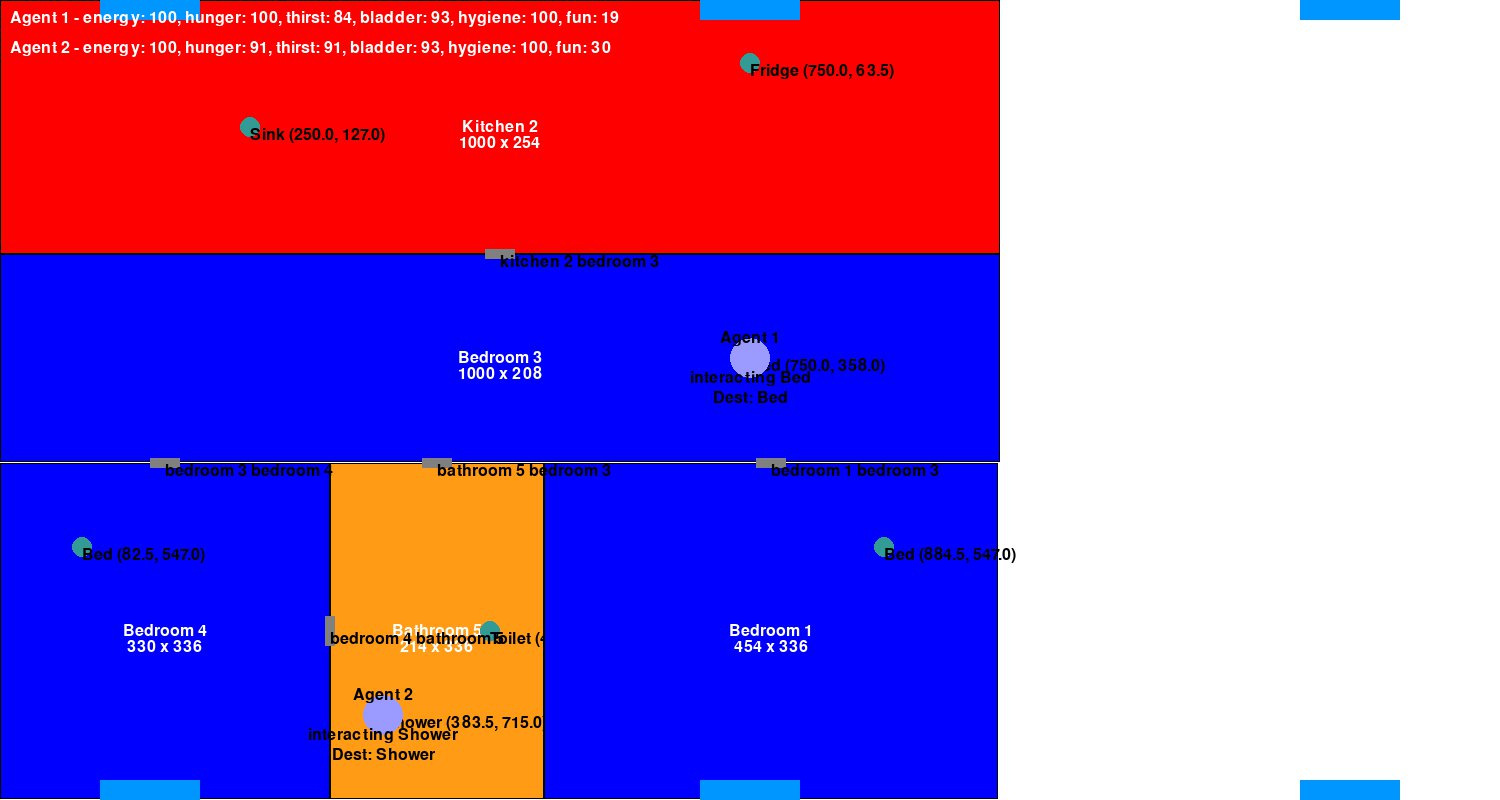 Agent 1 - energy: 100, hunger: 100, thirst: 84, bladder: 93, hygiene: 100, fun: 19
Agent 2 - energy: 100, hunger: 91, thirst: 91, bladder: 93, hygiene: 100, fun: 30
Fridge (750.0, 63.5)
Sink (250.0, 127.0)
Kitchen 2
1000 x 254
kitchen 2 bedroom 3
Agent 1
Bedroom 3
1000 x 208
(750.0, 358.0)
interacting Bed
Dest: Bed
bedroom 3 bedroom 4
bathroom 5 bedroom 3
bedroom 1 bedroom 3
Bed (82.5, 547.0)
Bed (884.5, 547.0)
Bedroom 4
330 x 336
Bathroom 5
214 x 336
bedroom 4 bathroom 5
Toilet (4
Bedroom 1
454 x 336
Agent 2
(383.5, 715.0)
interacting Shower
Dest: Shower